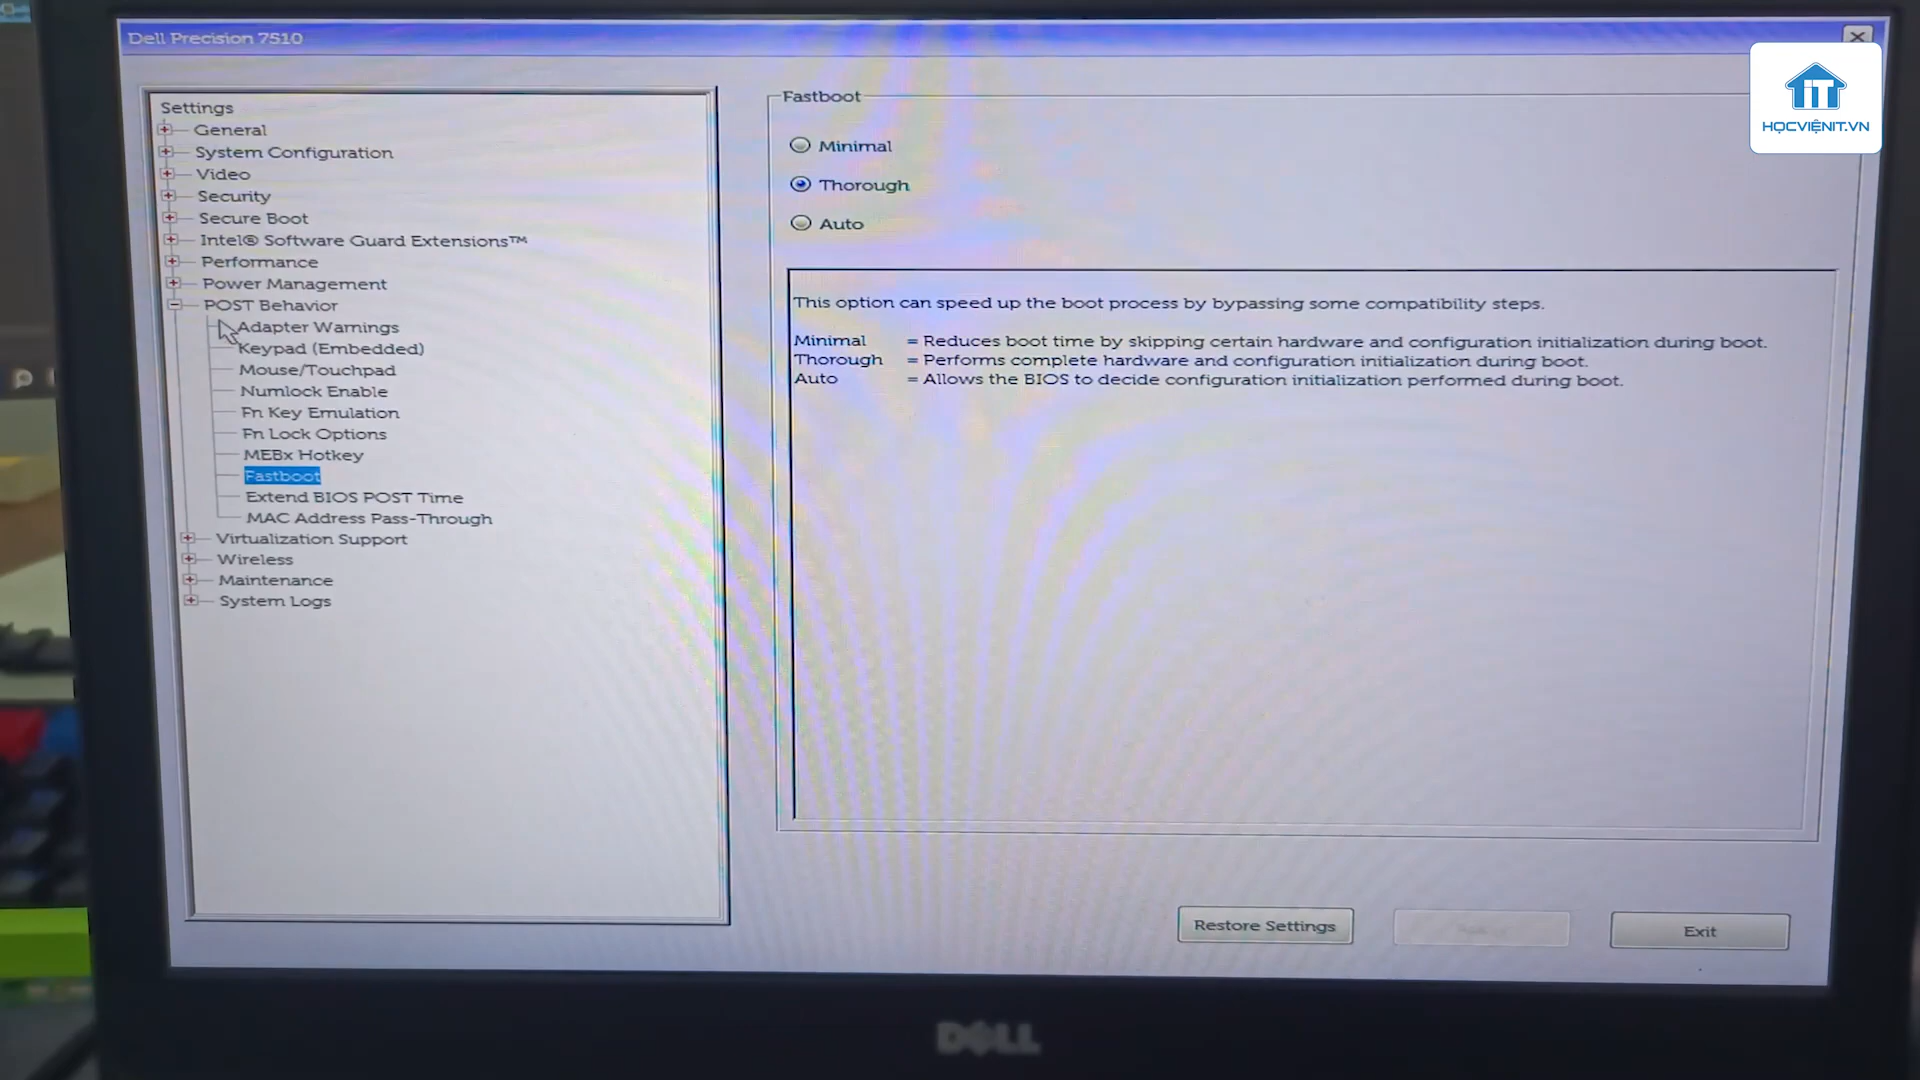 Dell Precision 7510
HỌCVIỆNIT.VN
Settings
General
System Configuration
Video
Security
Secure Boot
Intel® Software Guard Extensions™
Performance
Power Management
POST Behavior
Adapter Warnings
Keypad (Embedded)
Mouse/Touchpad
Numlock Enable
Fn Key Emulation
Fn Lock Options
MEBx Hotkey
Fastboot
Extend BIOS POST Time
MAC Address Pass-Through
Virtualization Support
Wireless
Maintenance
System Logs
Fastboot
Minimal
Thorough
Auto
This option can speed up the boot process by bypassing some compatibility steps.
Minimal = Reduces boot time by skipping certain hardware and configuration initialization during boot.
Thorough = Performs complete hardware and configuration initialization during boot.
Auto = Allows the BIOS to decide configuration initialization performed during boot.
Restore Settings
Exit
DELL